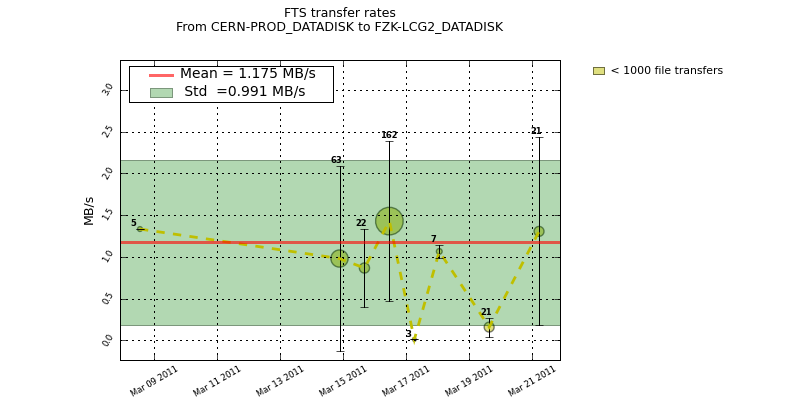 FTS transfer rates
From CERN-PROD_DATADISK to FZK-LCG2_DATADISK
Mean = 1.175 MB/s
Std =0.991 MB/s
< 1000 file transfers
MB/s
3.0
2.5
2.0
1.5
1.0
0.5
0.0
5
63
22
162
3
7
21
21
Mar 09 2011
Mar 11 2011
Mar 13 2011
Mar 15 2011
Mar 17 2011
Mar 19 2011
Mar 21 2011